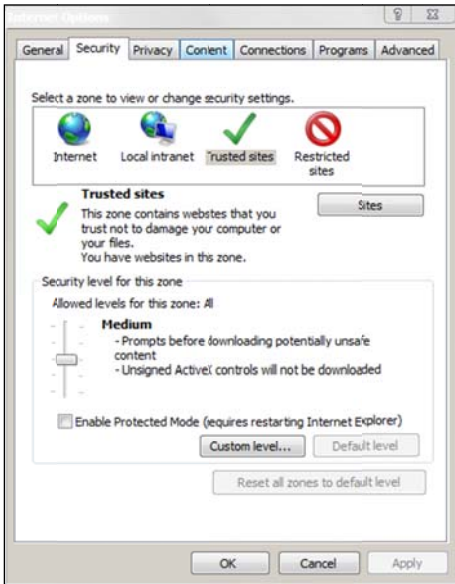 Internet Options
General Security Privacy Content Connections Programs Advanced
Select a zone to view or change security settings.
Internet Local intranet Trusted sites Restricted sites
Trusted sites
Sites
This zone contains webstes that you
trust not to damage your computer or
your files.
You have websites in this zone.
Security level for this zone
Allowed levels for this zone: All
Medium
- Prompts before downloading potentially unsafe
content
- Unsigned ActiveX controls will not be downloaded
Enable Protected Mode (requires restarting Internet Explorer)
Custom level... Default level
Reset all zones to default level
OK Cancel Apply